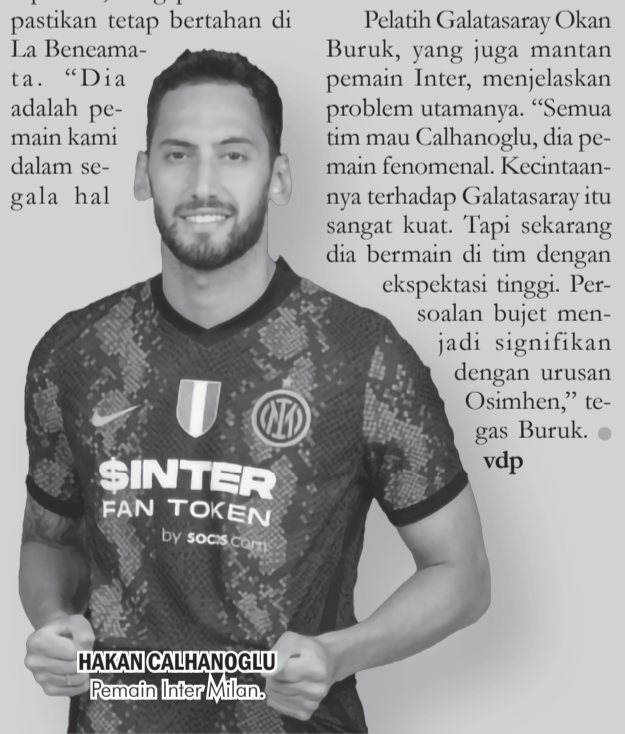 pastikan tetap bertahan di
La Beneama-
ta. “Dia
adalah pe-
main kami
dalam se-
gala hal
Pelatih Galatasaray Okan
Buruk, yang juga mantan
pemain Inter, menjelaskan
problem utamanya. “Semua
tim mau Calhanoglu, dia pe-
main fenomenal. Kecintaan-
nya terhadap Galatasaray itu
sangat kuat. Tapi sekarang
dia bermain di tim dengan
ekspektasi tinggi. Per-
soalan bujet men-
jadi signifikan
dengan urusan
Osimhen,” te-
gas Buruk.
vdp
$INTER
FAN TOKEN
by socios.com
HAKAN CALHANOGLU
Pemain Inter Milan.